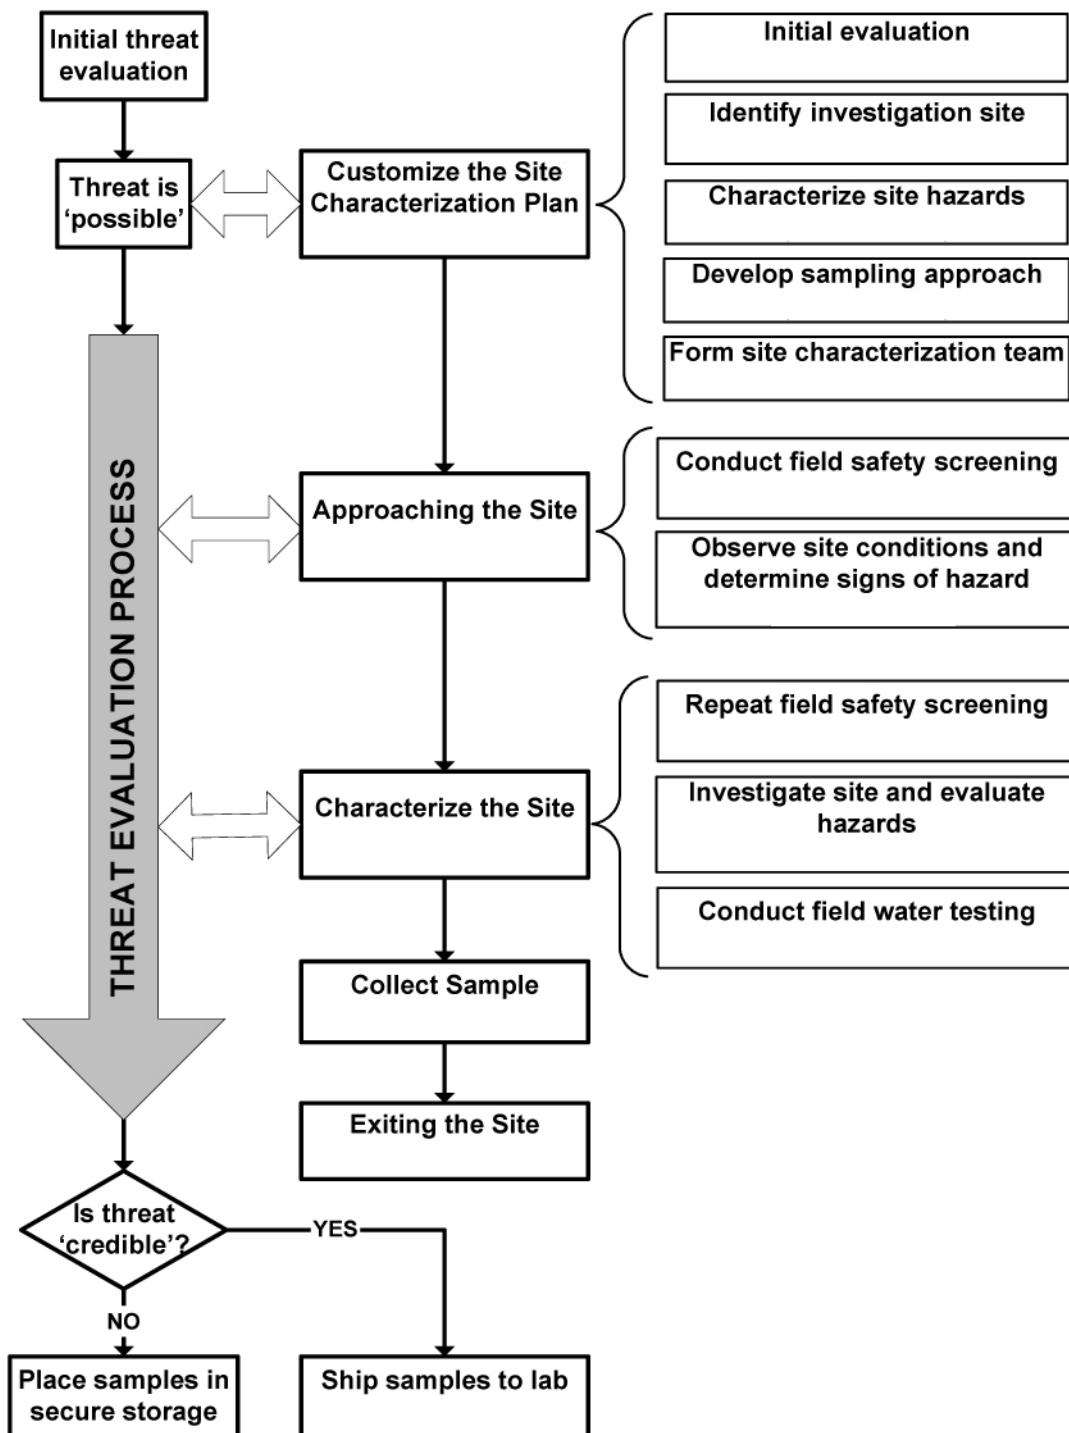 Initial threat
evaluation
Threat is
‘possible’
Customize the Site
Characterization Plan
Initial evaluation
Identify investigation site
Characterize site hazards
Develop sampling approach
Form site characterization team
THREAT EVALUATION PROCESS
Approaching the Site
Conduct field safety screening
Observe site conditions and
determine signs of hazard
Characterize the Site
Repeat field safety screening
Investigate site and evaluate
hazards
Conduct field water testing
Collect Sample
Exiting the Site
Is threat
‘credible’?
YES
NO
Place samples in
secure storage
Ship samples to lab